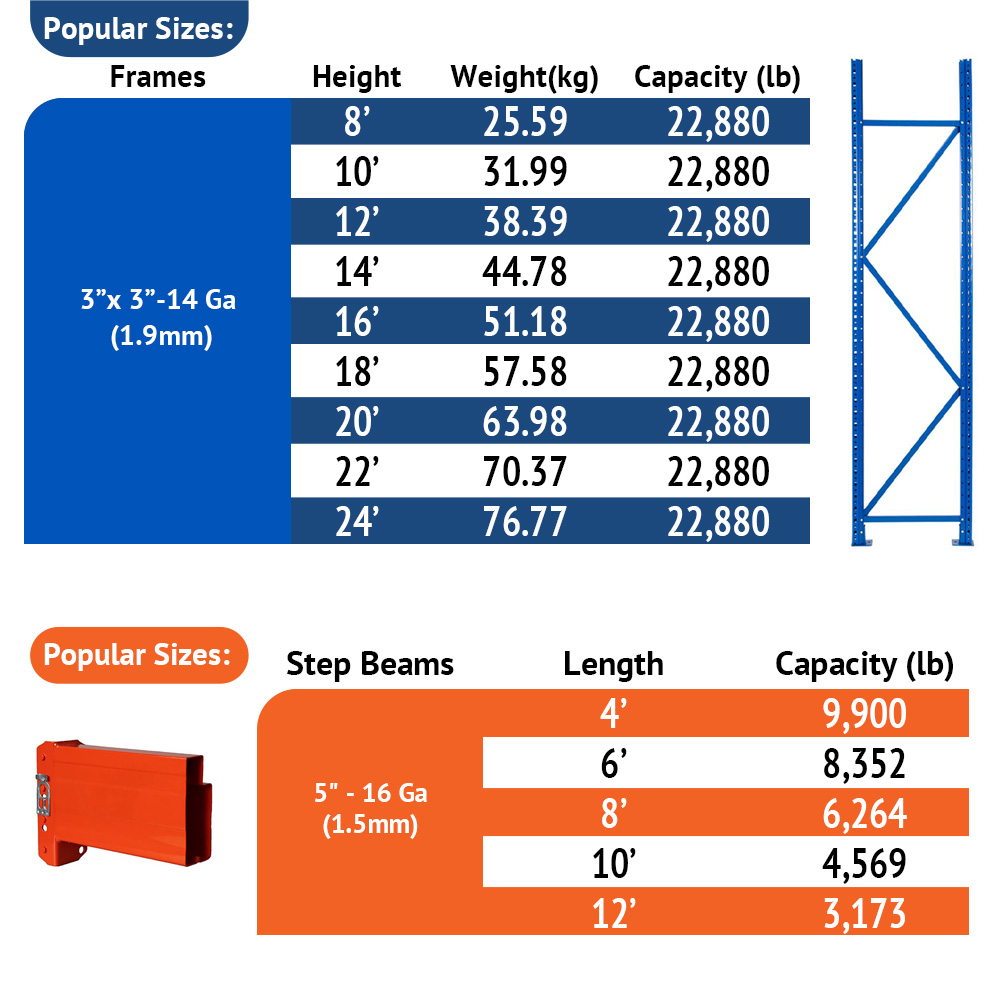 Popular Sizes:
Frames Height Weight(kg) Capacity (lb)
8’ 25.59 22,880
10’ 31.99 22,880
12’ 38.39 22,880
14’ 44.78 22,880
3”x 3”-14 Ga
(1.9mm)
16’ 51.18 22,880
18’ 57.58 22,880
20’ 63.98 22,880
22’ 70.37 22,880
24’ 76.77 22,880
Popular Sizes:
Step Beams Length Capacity (lb)
4’ 9,900
6’ 8,352
5" - 16 Ga
(1.5mm)
8’ 6,264
10’ 4,569
12’ 3,173